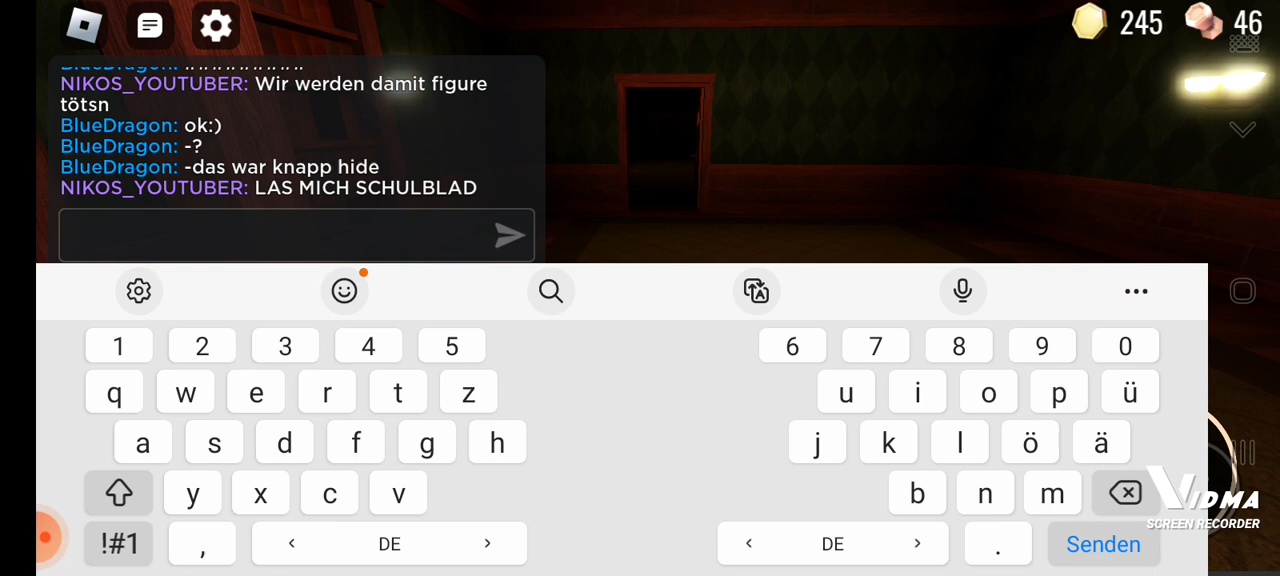 245 46
BlueDragon:
NIKOS_YOUTUBER: Wir werden damit figure
tötsn
BlueDragon: ok:)
BlueDragon: -?
BlueDragon: -das war knapp hide
NIKOS_YOUTUBER: LAS MICH SCHULBLAD
1 2 3 4 5 6 7 8 9 0
q w e r t z u i o p ü
a s d f g h j k l ö ä
y x c v b n m
!#1 , DE DE . Senden
VIDMA
SCREEN RECORDER